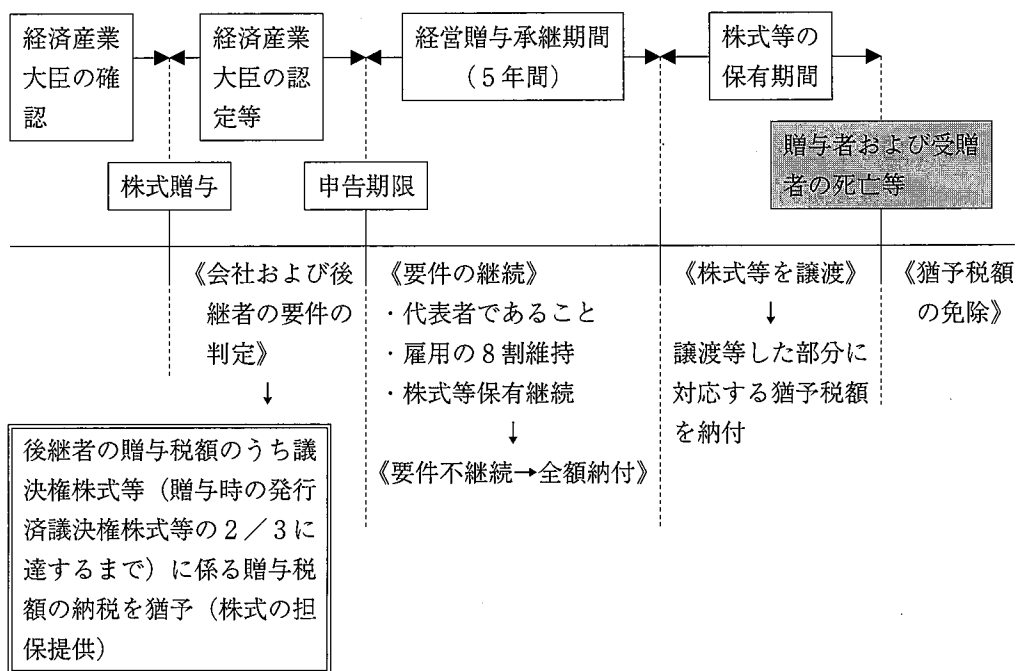 経済産業
大臣の確
認
経済産業
大臣の認
定等
経営贈与承継期間
(5年間)
株式等の
保有期間
贈与者および受贈
者の死亡等
株式贈与
申告期限
《会社および後
継者の要件の
判定》
↓
《要件の継続》
・代表者であること
・雇用の8割維持
・株式等保有継続
↓
《要件不継続→全額納付》
《株式等を譲渡》
↓
譲渡等した部分に
対応する猶予税額
を納付
《猶予税額
の免除》
後継者の贈与税額のうち議
決権株式等(贈与時の発行
済議決権株式等の2/3に
達するまで)に係る贈与税
額の納税を猶予(株式の担
保提供)